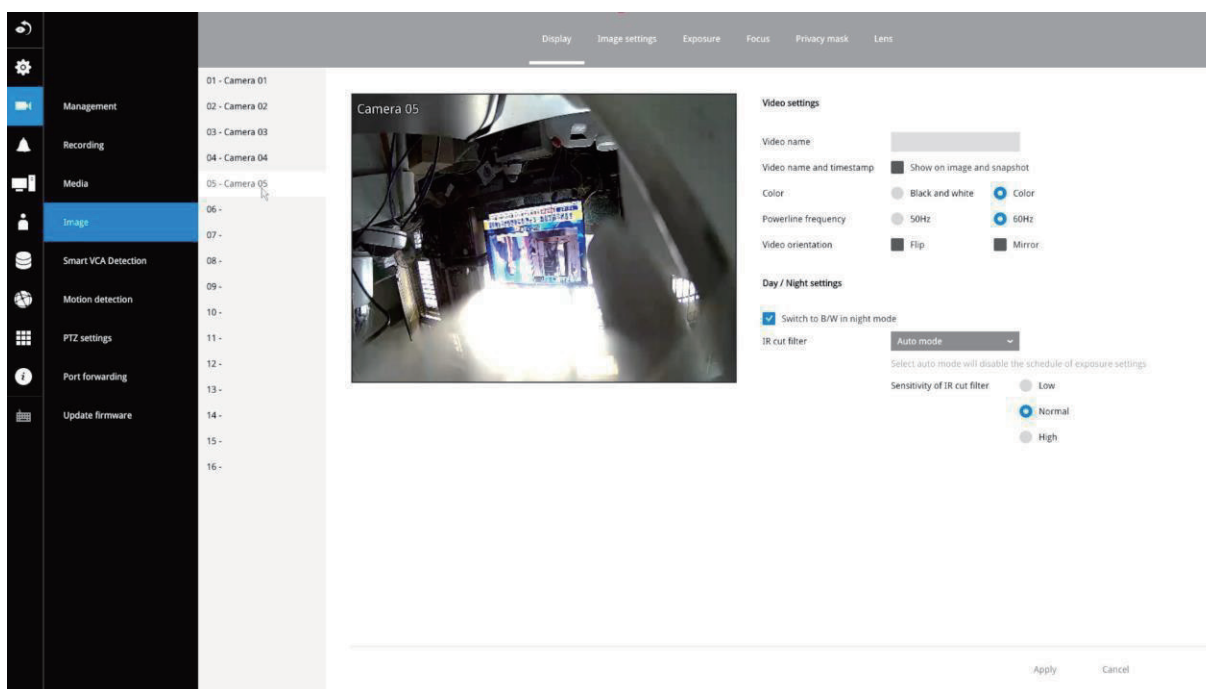 Display Image settings Exposure Focus Privacy mask Lens
Management
Recording
Media
Image
Smart VCA Detection
Motion detection
PTZ settings
Port forwarding
Update firmware
01 - Camera 01
02 - Camera 02
03 - Camera 03
04 - Camera 04
05 - Camera 05
06 -
07 -
08 -
09 -
10 -
11 -
12 -
13 -
14 -
15 -
16 -
Camera 05
Video settings
Video name
Video name and timestamp Show on image and snapshot
Color Black and white Color
Powerline frequency 50Hz 60Hz
Video orientation Flip Mirror
Day / Night settings
Switch to B/W in night mode
IR cut filter Auto mode
Select auto mode will disable the schedule of exposure settings
Sensitivity of IR cut filter Low
Normal
High
Apply Cancel